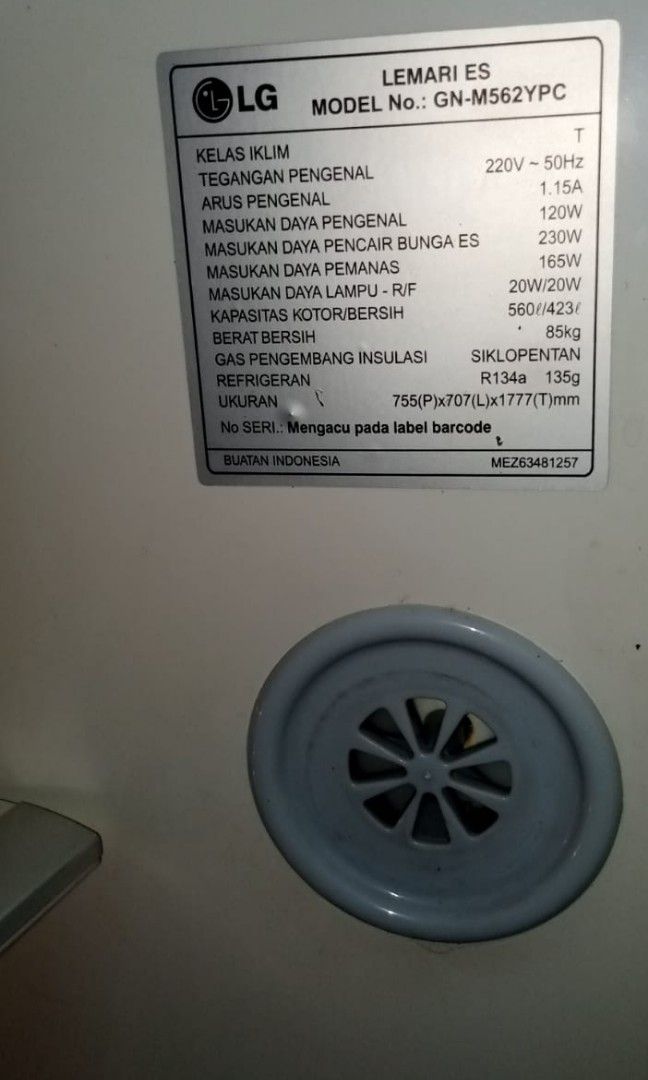 LG LEMARI ES
MODEL No.: GN-M562YPC
KELAS IKLIM T
TEGANGAN PENGENAL 220V ~ 50Hz
ARUS PENGENAL 1.15A
MASUKAN DAYA PENGENAL 120W
MASUKAN DAYA PENCAIR BUNGA ES 230W
MASUKAN DAYA PEMANAS 165W
MASUKAN DAYA LAMPU - R/F 20W/20W
KAPASITAS KOTOR/BERSIH 560ℓ/423ℓ
BERAT BERSIH 85kg
GAS PENGEMBANG INSULASI SIKLOPENTAN
REFRIGERAN R134a 135g
UKURAN 755(P)x707(L)x1777(T)mm
No SERI.: Mengacu pada label barcode
BUATAN INDONESIA MEZ63481257